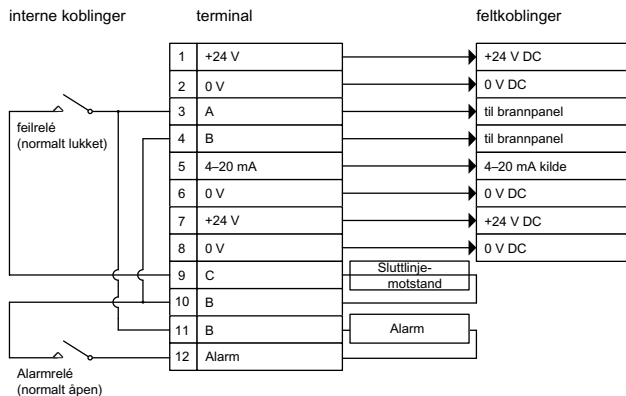 interne koblinger terminal feltkoblinger
1 +24 V +24 V DC
2 0 V 0 V DC
3 A til brannpanel
4 B til brannpanel
5 4–20 mA 4–20 mA kilde
6 0 V 0 V DC
7 +24 V +24 V DC
8 0 V 0 V DC
9 C
10 B
11 B
12 Alarm
feilrelé
(normalt lukket)
Sluttlinje-
motstand
Alarm
Alarmrelé
(normalt åpen)